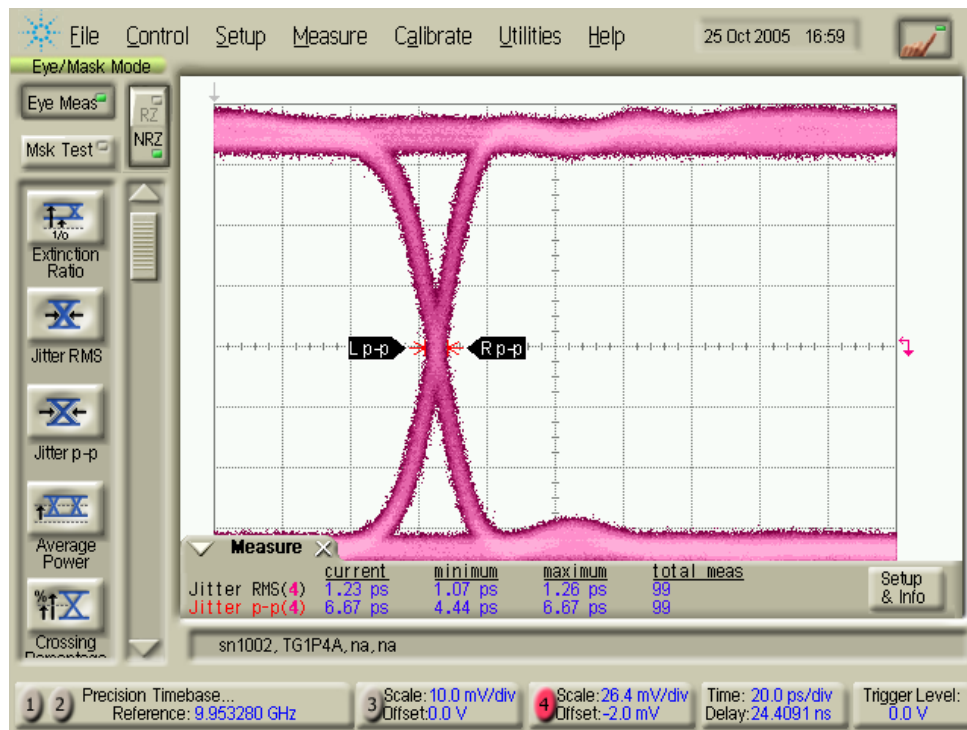 File Control Setup Measure Calibrate Utilities Help 25 Oct 2005 16:59
Eye/Mask Mode
Eye Meas
RZ
NRZ
Msk Test
1/0
Extinction
Ratio
Jitter RMS
L p-p R p-p
Jitter p-p
Average
Power
Measure
current minimum maximum total meas
Jitter RMS(4) 1.23 ps 1.07 ps 1.26 ps 99
Jitter p-p(4) 6.67 ps 4.44 ps 6.67 ps 99
Setup
& Info
%
Crossing
Percentage
sn1002, TG1P4A, na, na
1 2 Precision Timebase...
Reference: 9.953280 GHz
3 Scale: 10.0 mV/div
Offset: 0.0 V
4 Scale: 26.4 mV/div
Offset: -2.0 mV
Time: 20.0 ps/div
Delay: 24.4091 ns
Trigger Level:
0.0 V